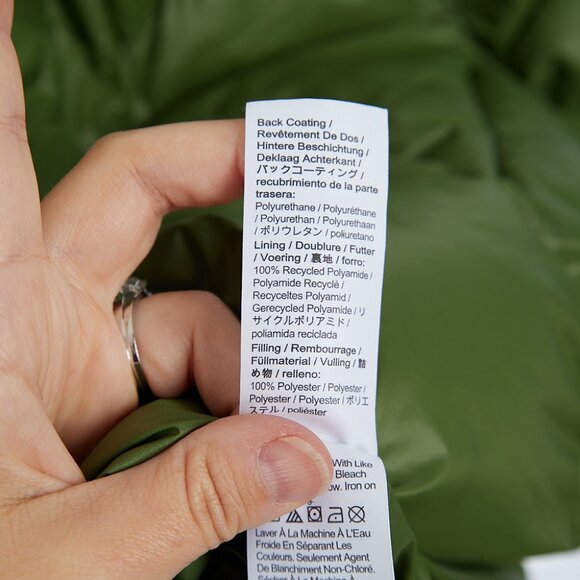 Back Coating /
Revêtement De Dos /
Hintere Beschichtung /
Deklaag Achterkant /
バックコーティング /
recubrimiento de la parte
trasera:
Polyurethane / Polyuréthane
/ Polyurethan / Polyurethaan
/ ポリウレタン / poliuretano
Lining / Doublure / Futter
/ Voering / 裏地 / forro:
100% Recycled Polyamide /
Polyamide Recyclé /
Recyceltes Polyamid /
Gerecycled Polyamide / リ
サイクルポリアミド /
poliamida reciclada
Filling / Rembourrage /
Füllmaterial / Vulling / 詰
め物 / relleno:
100% Polyester / Polyester /
Polyester / Polyester / ポリエ
ステル / poliéster
With Like
Bleach
low. Iron on
Laver À La Machine À L'Eau
Froide En Séparant Les
Couleurs. Seulement Agent
De Blanchiment Non-Chloré.
Sécher À La Machine À